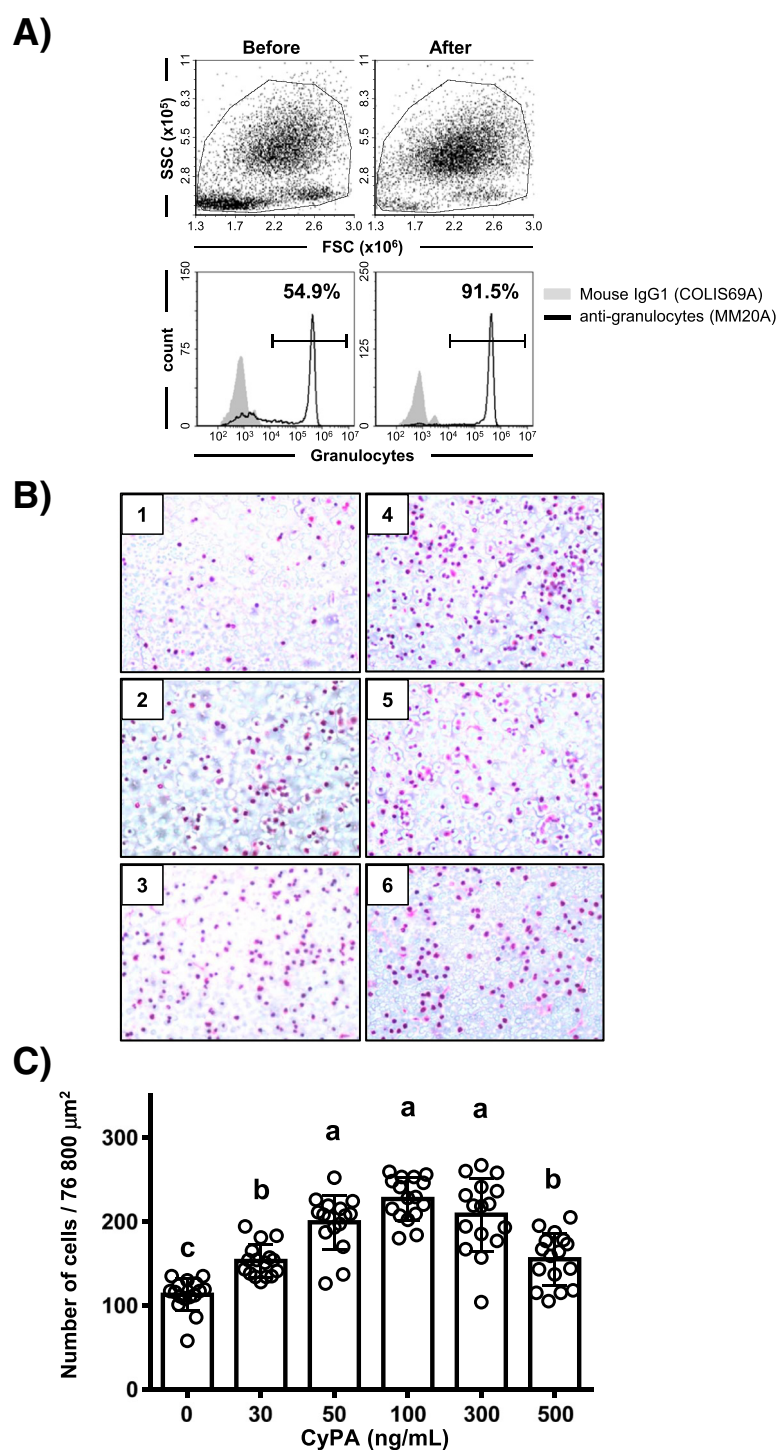 A)
Before After
SSC (x10⁵)
11 8.3 5.5 2.8
11 8.3 5.5 2.8
1.3 1.7 2.2 2.6 3.0 1.3 1.7 2.2 2.6 3.0
FSC (x10⁶)
count
150 75 0
250 125 0
54.9% 91.5%
Mouse IgG1 (COLIS69A)
anti-granulocytes (MM20A)
10² 10³ 10⁴ 10⁵ 10⁶ 10⁷ 10² 10³ 10⁴ 10⁵ 10⁶ 10⁷
Granulocytes
B)
1 4
2 5
3 6
C)
Number of cells / 76 800 µm²
300
200
100
0
c b a a a b
0 30 50 100 300 500
CyPA (ng/mL)